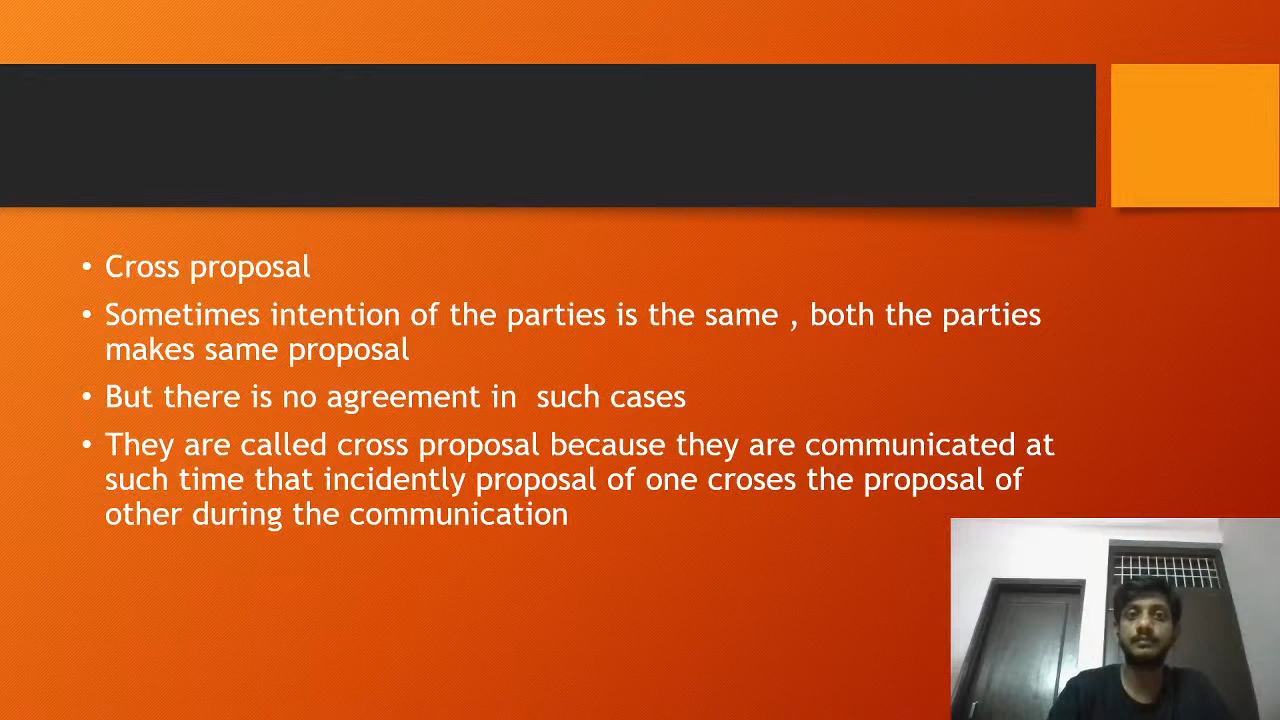 • Cross proposal
• Sometimes intention of the parties is the same , both the parties
makes same proposal
• But there is no agreement in  such cases
• They are called cross proposal because they are communicated at
such time that incidently proposal of one croses the proposal of
other during the communication